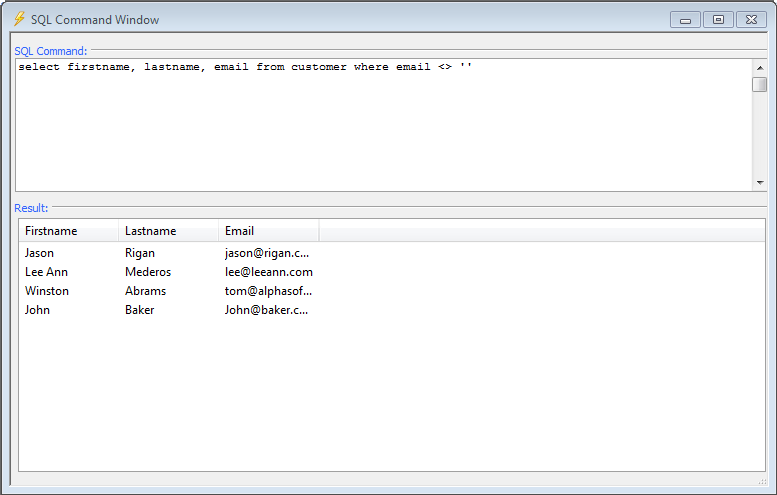 SQL Command Window
SQL Command:
select firstname, lastname, email from customer where email <> ''
Result:
Firstname Lastname Email
Jason Rigan jason@rigan.c...
Lee Ann Mederos lee@leeann.com
Winston Abrams tom@alphasof...
John Baker John@baker.c...